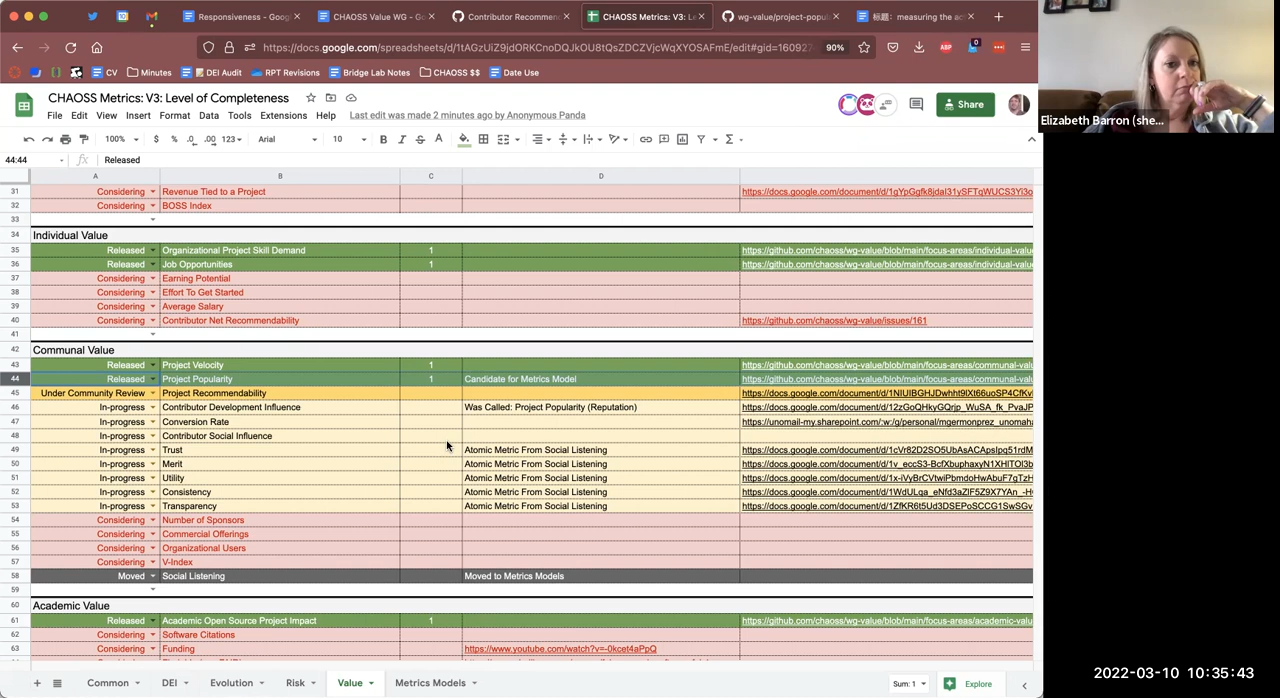 Responsiveness - Googl
CHAOSS Value WG - Go
Contributor Recommen
CHAOSS Metrics: V3: Le
wg-value/project-popul
标题: measuring the ac
https://docs.google.com/spreadsheets/d/1tAGzUiZ9jdORKCnoDQJkOU8tQsZDCZVjcWqXYOSAFmE/edit#gid=160927
90%
CV
Minutes
DEI Audit
RPT Revisions
Bridge Lab Notes
CHAOSS $$
Date Use
CHAOSS Metrics: V3: Level of Completeness
File Edit View Insert Format Data Tools Extensions Help
Last edit was made 2 minutes ago by Anonymous Panda
Share
Elizabeth Barron (she...
100% $ % .0 .00 123 Arial 10 B I S A
44:44 fx Released
A B C D
31 Considering Revenue Tied to a Project
32 Considering BOSS Index
33
34 Individual Value
35 Released Organizational Project Skill Demand 1 https://github.com/chaoss/wg-value/blob/main/focus-areas/individual-valu
36 Released Job Opportunities 1 https://github.com/chaoss/wg-value/blob/main/focus-areas/individual-valu
37 Considering Earning Potential
38 Considering Effort To Get Started
39 Considering Average Salary
40 Considering Contributor Net Recommendability https://github.com/chaoss/wg-value/issues/161
41
42 Communal Value
43 Released Project Velocity 1 https://github.com/chaoss/wg-value/blob/main/focus-areas/communal-valu
44 Released Project Popularity 1 Candidate for Metrics Model https://github.com/chaoss/wg-value/blob/main/focus-areas/communal-valu
45 Under Community Review Project Recommendability
46 In-progress Contributor Development Influence Was Called: Project Popularity (Reputation)
47 In-progress Conversion Rate https://unomail-my.sharepoint.com/:w:/g/personal/mgermonprez_unomaha
48 In-progress Contributor Social Influence
49 In-progress Trust Atomic Metric From Social Listening
50 In-progress Merit Atomic Metric From Social Listening
51 In-progress Utility Atomic Metric From Social Listening
52 In-progress Consistency Atomic Metric From Social Listening
53 In-progress Transparency Atomic Metric From Social Listening
54 Considering Number of Sponsors
55 Considering Commercial Offerings
56 Considering Organizational Users
57 Considering V-Index
58 Moved Social Listening Moved to Metrics Models
59
60 Academic Value
61 Released Academic Open Source Project Impact 1 https://github.com/chaoss/wg-value/blob/main/focus-areas/academic-valu
62 Considering Software Citations
63 Considering Funding https://www.youtube.com/watch?v=-0kcet4aPpQ
Common DEI Evolution Risk Value Metrics Models
Sum: 1 Explore
2022-03-10 10:35:43